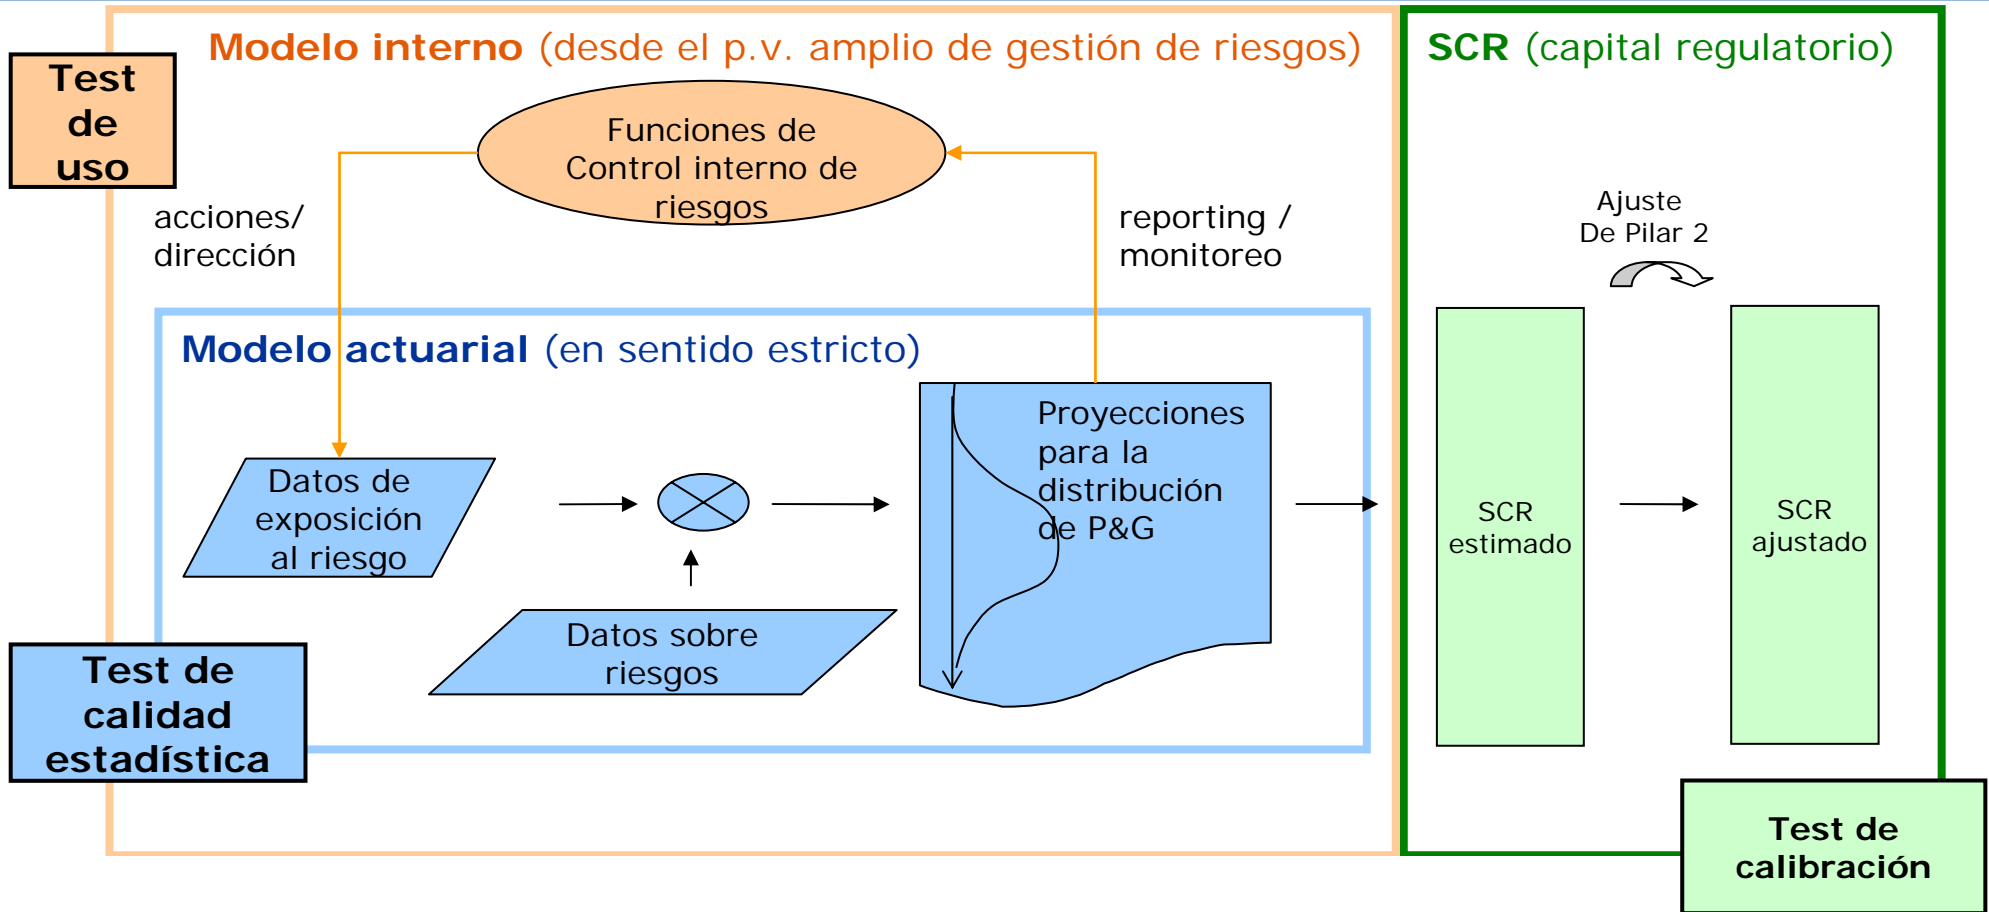 Modelo interno (desde el p.v. amplio de gestión de riesgos)
SCR (capital regulatorio)
Test
de
uso
Funciones de
Control interno de
riesgos
acciones/
dirección
reporting /
monitoreo
Ajuste
De Pilar 2
Modelo actuarial (en sentido estricto)
Datos de
exposición
al riesgo
Proyecciones
para la
distribución
de P&G
SCR
estimado
SCR
ajustado
Datos sobre
riesgos
Test de
calidad
estadística
Test de
calibración